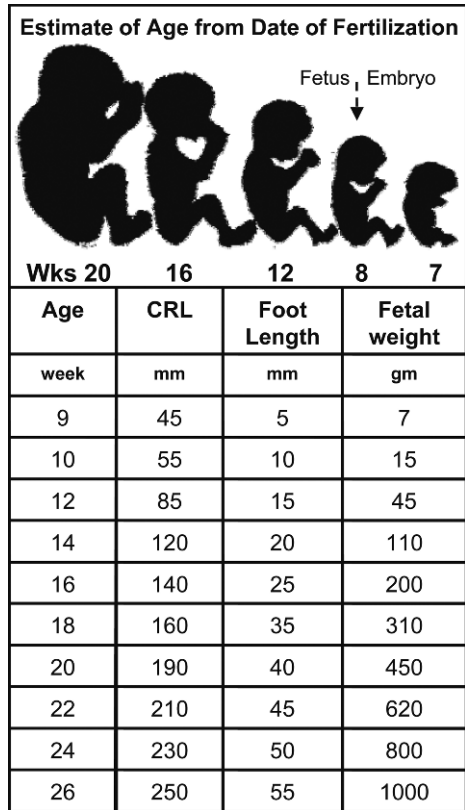 Estimate of Age from Date of Fertilization
Fetus Embryo
Wks 20 16 12 8 7
Age CRL Foot Length Fetal weight
week mm mm gm
9 45 5 7
10 55 10 15
12 85 15 45
14 120 20 110
16 140 25 200
18 160 35 310
20 190 40 450
22 210 45 620
24 230 50 800
26 250 55 1000